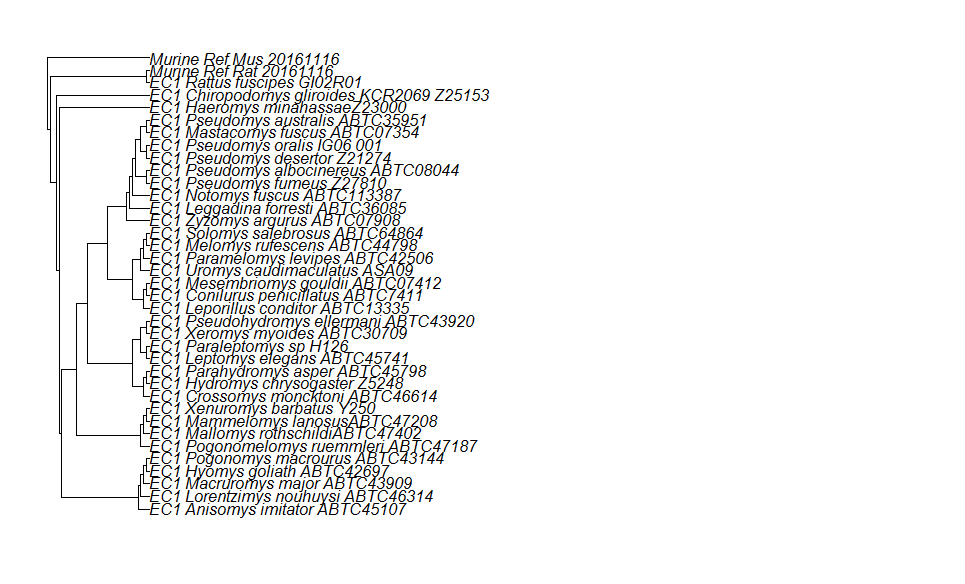 Murine Ref Mus 20161116
Murine Ref Rat 20161116
EC1 Rattus fuscipes GI02R01
EC1 Chiropodomys gliroides KCR2069 Z25153
EC1 Haeromys minahassaeZ23000
EC1 Pseudomys australis ABTC35951
EC1 Mastacomys fuscus ABTC07354
EC1 Pseudomys oralis IG06 001
EC1 Pseudomys desertor Z21274
EC1 Pseudomys albocinereus ABTC08044
EC1 Pseudomys fumeus Z27810
EC1 Notomys fuscus ABTC113387
EC1 Leggadina forresti ABTC36085
EC1 Zyzomys argurus ABTC07908
EC1 Solomys salebrosus ABTC64864
EC1 Melomys rufescens ABTC44798
EC1 Paramelomys levipes ABTC42506
EC1 Uromys caudimaculatus ASA09
EC1 Mesembriomys gouldii ABTC07412
EC1 Conilurus penicillatus ABTC7411
EC1 Leporillus conditor ABTC13335
EC1 Pseudohydromys ellermani ABTC43920
EC1 Xeromys myoides ABTC30709
EC1 Paraleptomys sp H126
EC1 Leptomys elegans ABTC45741
EC1 Parahydromys asper ABTC45798
EC1 Hydromys chrysogaster Z5248
EC1 Crossomys moncktoni ABTC46614
EC1 Xenuromys barbatus Y250
EC1 Mammelomys lanosusABTC47208
EC1 Mallomys rothschildiABTC47402
EC1 Pogonomelomys ruemmleri ABTC47187
EC1 Pogonomys macrourus ABTC43144
EC1 Hyomys goliath ABTC42697
EC1 Macruromys major ABTC43909
EC1 Lorentzimys nouhuysi ABTC46314
EC1 Anisomys imitator ABTC45107